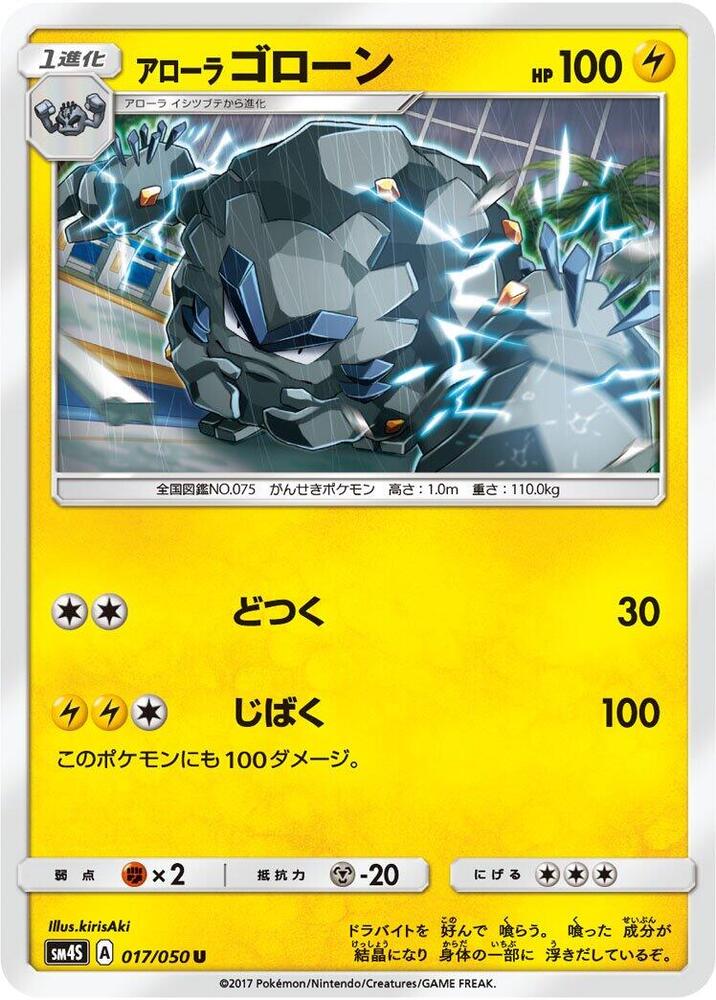 1進化
アローラ ゴローン HP 100
アローラ イシツブテから進化
全国図鑑NO.075 がんせきポケモン 高さ：1.0m 重さ：110.0kg
どつく 30
じばく 100
このポケモンにも100ダメージ。
弱点 ×2 抵抗力 -20 にげる
Illus.kirisAki
ドラバイトを 好んで 喰らう。喰った 成分が
結晶になり 身体の一部に 浮きだしているぞ。
SM4S A 017/050 U
©2017 Pokémon/Nintendo/Creatures/GAME FREAK.